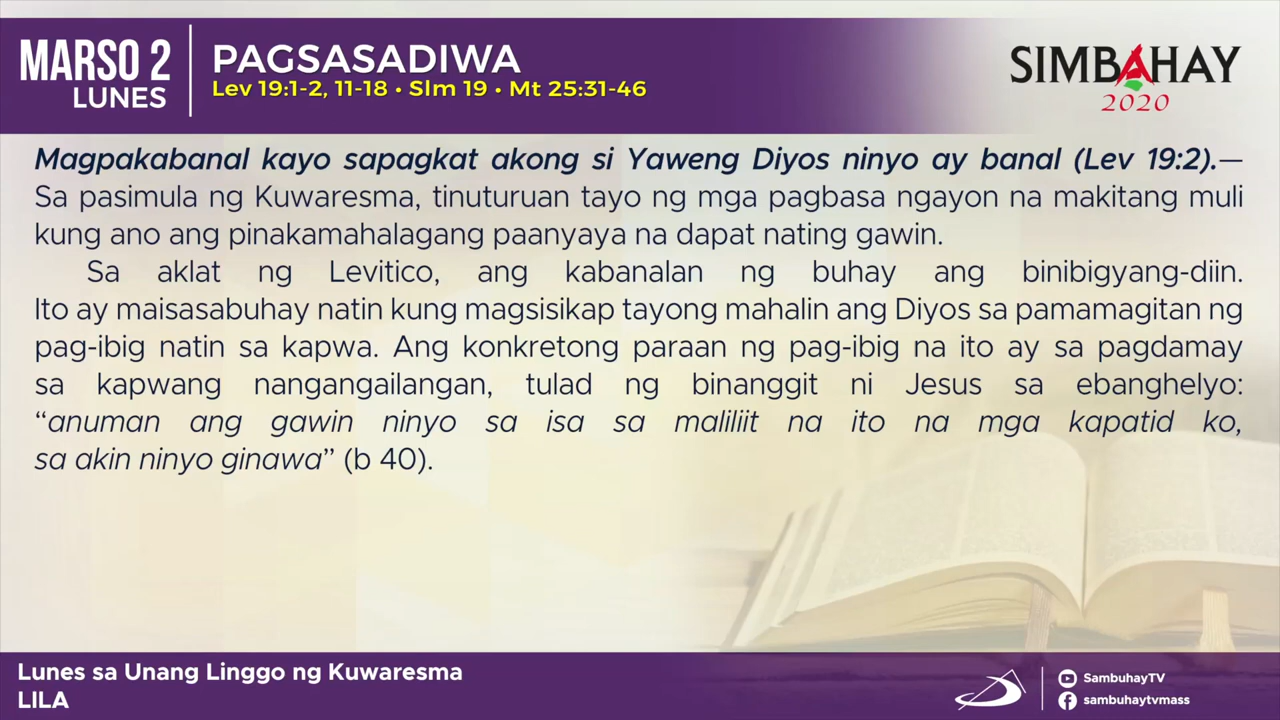 MARSO 2
LUNES
PAGSASADIWA
Lev 19:1-2, 11-18 • Slm 19 • Mt 25:31-46
SIMBAHAY
2020
Magpakabanal kayo sapagkat akong si Yaweng Diyos ninyo ay banal (Lev 19:2).—
Sa pasimula ng Kuwaresma, tinuturuan tayo ng mga pagbasa ngayon na makitang muli
kung ano ang pinakamahalagang paanyaya na dapat nating gawin.
Sa aklat ng Levitico, ang kabanalan ng buhay ang binibigyang-diin.
Ito ay maisasabuhay natin kung magsisikap tayong mahalin ang Diyos sa pamamagitan ng
pag-ibig natin sa kapwa. Ang konkretong paraan ng pag-ibig na ito ay sa pagdamay
sa kapwang nangangailangan, tulad ng binanggit ni Jesus sa ebanghelyo:
“anuman ang gawin ninyo sa isa sa maliliit na ito na mga kapatid ko,
sa akin ninyo ginawa” (b 40).
Lunes sa Unang Linggo ng Kuwaresma
LILA
SambuhayTV
sambuhaytvmass